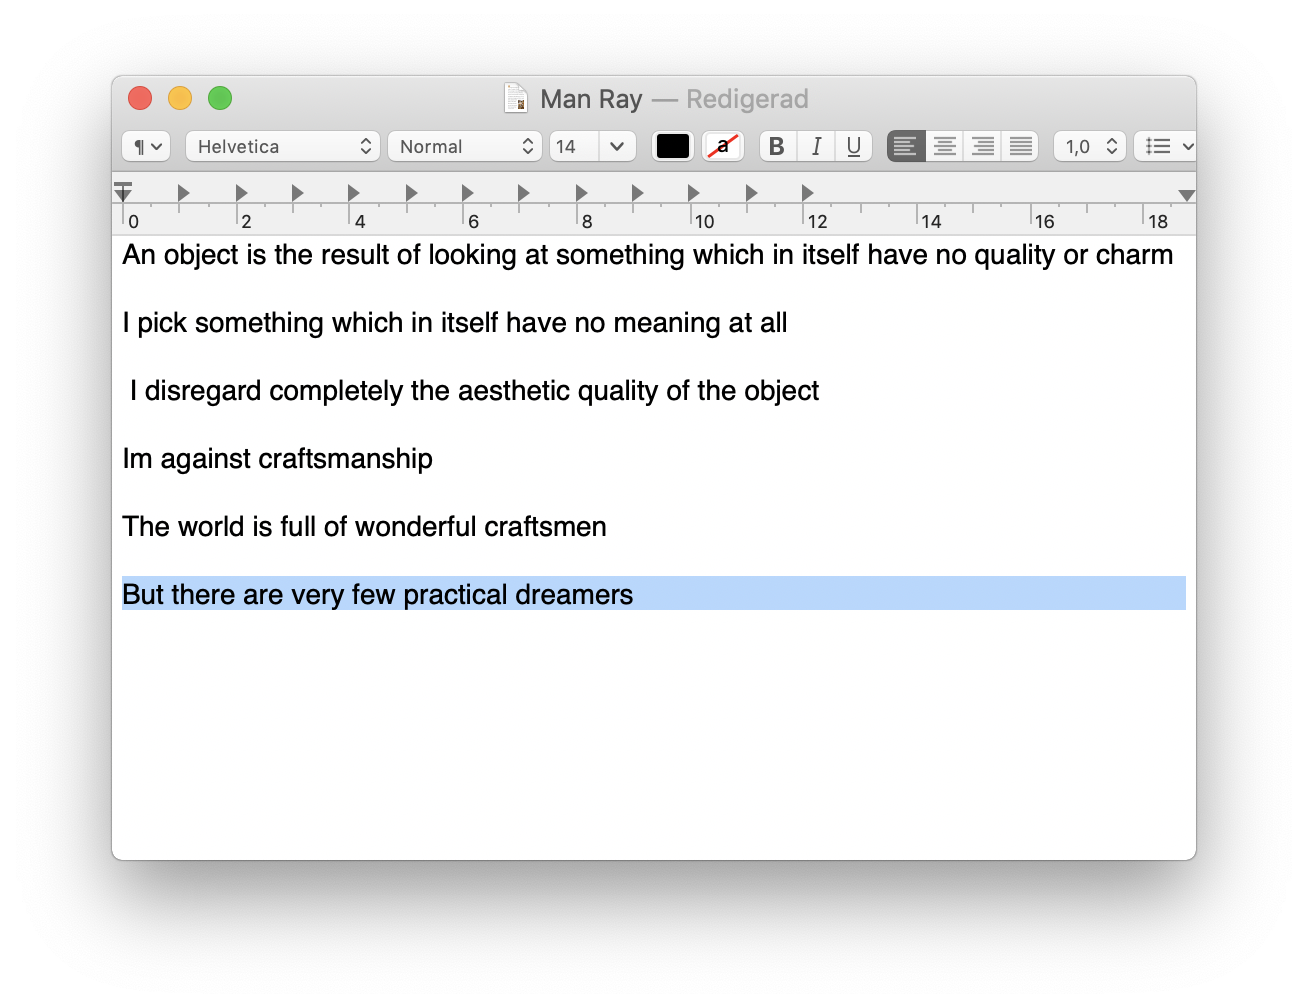 Man Ray — Redigerad
¶ Helvetica Normal 14 a B I U 1,0
0 2 4 6 8 10 12 14 16 18
An object is the result of looking at something which in itself have no quality or charm
I pick something which in itself have no meaning at all
I disregard completely the aesthetic quality of the object
Im against craftsmanship
The world is full of wonderful craftsmen
But there are very few practical dreamers